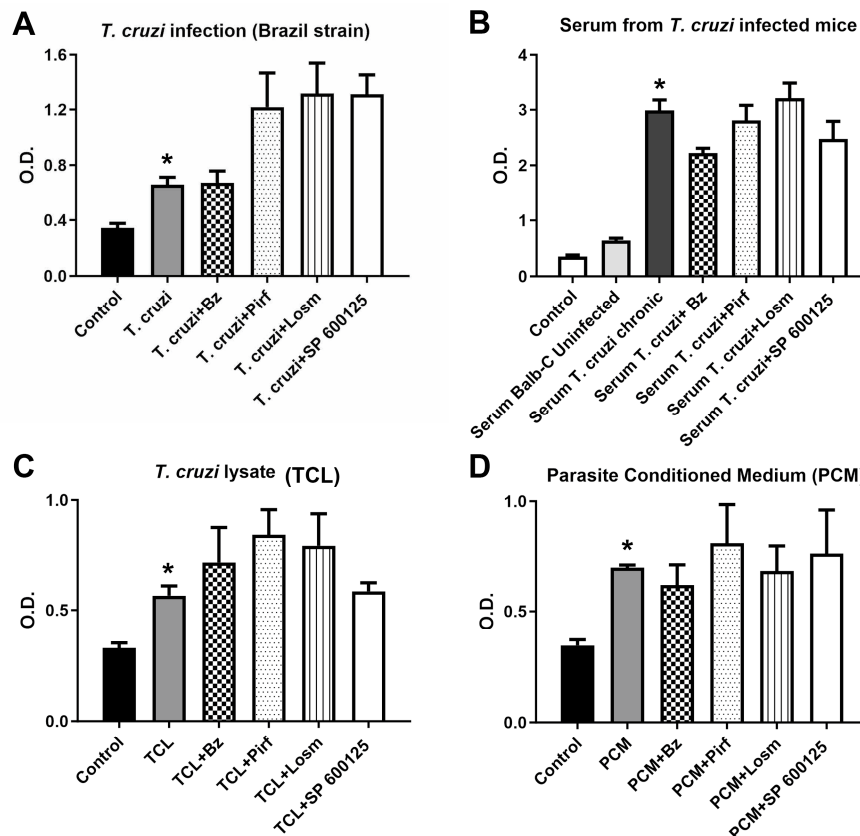 A
T. cruzi infection (Brazil strain)
O.D.
1.6
1.2
0.8
0.4
0.0
*
Control
T. cruzi
T. cruzi+Bz
T. cruzi+Pirf
T. cruzi+Losm
T. cruzi+SP 600125
B
Serum from T. cruzi infected mice
O.D.
4
3
2
1
0
*
Control
Serum Balb-C Uninfected
Serum T. cruzi chronic
Serum T. cruzi+ Bz
Serum T. cruzi+Pirf
Serum T. cruzi+Losm
Serum T. cruzi+SP 600125
C
T. cruzi lysate (TCL)
O.D.
1.0
0.5
0.0
*
Control
TCL
TCL+Bz
TCL+Pirf
TCL+Losm
TCL+SP 600125
D
Parasite Conditioned Medium (PCM)
O.D.
1.0
0.5
0.0
*
Control
PCM
PCM+Bz
PCM+Pirf
PCM+Losm
PCM+SP 600125